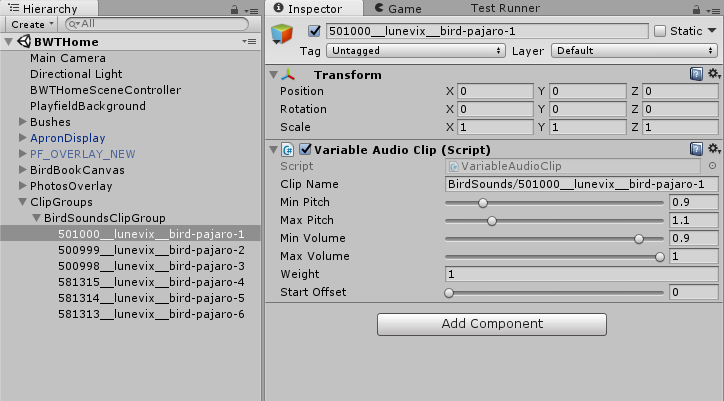 Hierarchy
Create
All
BWTHome
Main Camera
Directional Light
BWTHomeSceneController
PlayfieldBackground
Bushes
ApronDisplay
PF_OVERLAY_NEW
BirdBookCanvas
PhotosOverlay
ClipGroups
BirdSoundsClipGroup
501000__lunevix__bird-pajaro-1
500999__lunevix__bird-pajaro-2
500998__lunevix__bird-pajaro-3
581315__lunevix__bird-pajaro-4
581314__lunevix__bird-pajaro-5
581313__lunevix__bird-pajaro-6
Inspector Game Test Runner
501000__lunevix__bird-pajaro-1 Static
Tag Untagged Layer Default
Transform
Position X 0 Y 0 Z 0
Rotation X 0 Y 0 Z 0
Scale X 1 Y 1 Z 1
Variable Audio Clip (Script)
Script VariableAudioClip
Clip Name BirdSounds/501000__lunevix__bird-pajaro-1
Min Pitch 0.9
Max Pitch 1.1
Min Volume 0.9
Max Volume 1
Weight 1
Start Offset 0
Add Component